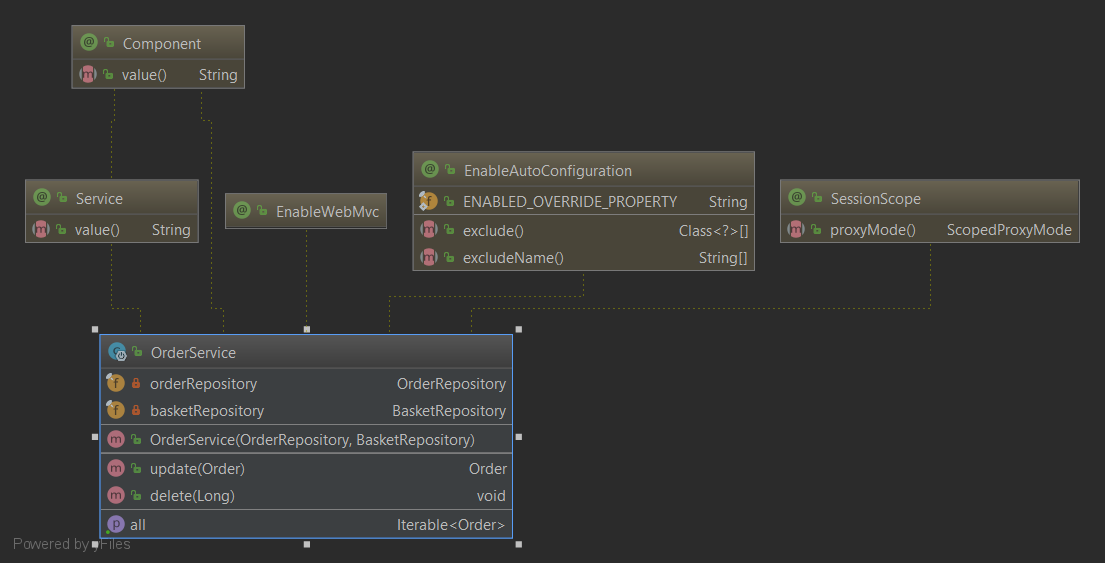 @ Component
m value() String
@ Service
m value() String
@ EnableWebMvc
@ EnableAutoConfiguration
f ENABLED_OVERRIDE_PROPERTY String
m exclude() Class<?>[]
m excludeName() String[]
@ SessionScope
m proxyMode() ScopedProxyMode
C OrderService
f orderRepository OrderRepository
f basketRepository BasketRepository
m OrderService(OrderRepository, BasketRepository)
m update(Order) Order
m delete(Long) void
p all Iterable<Order>
Powered by yFiles